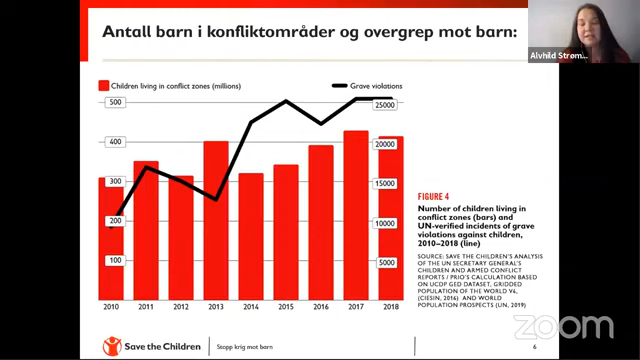 Antall barn i konfliktområder og overgrep mot barn:
Alvhild Strøm...
Children living in conflict zones (millions)
Grave violations
500
400
300
200
100
25000
20000
15000
10000
5000
2010 2011 2012 2013 2014 2015 2016 2017 2018
FIGURE 4
Number of children living in
conflict zones (bars) and
UN-verified incidents of grave
violations against children,
2010–2018 (line)
SOURCE: SAVE THE CHILDREN'S ANALYSIS
OF THE UN SECRETARY GENERAL'S
CHILDREN AND ARMED CONFLICT
REPORTS / PRIO'S CALCULATION BASED
ON UCDP GED DATASET, GRIDDED
POPULATION OF THE WORLD V4,
(CIESIN, 2016) AND WORLD
POPULATION PROSPECTS (UN, 2019)
Save the Children
Stopp krig mot barn
6
zoom